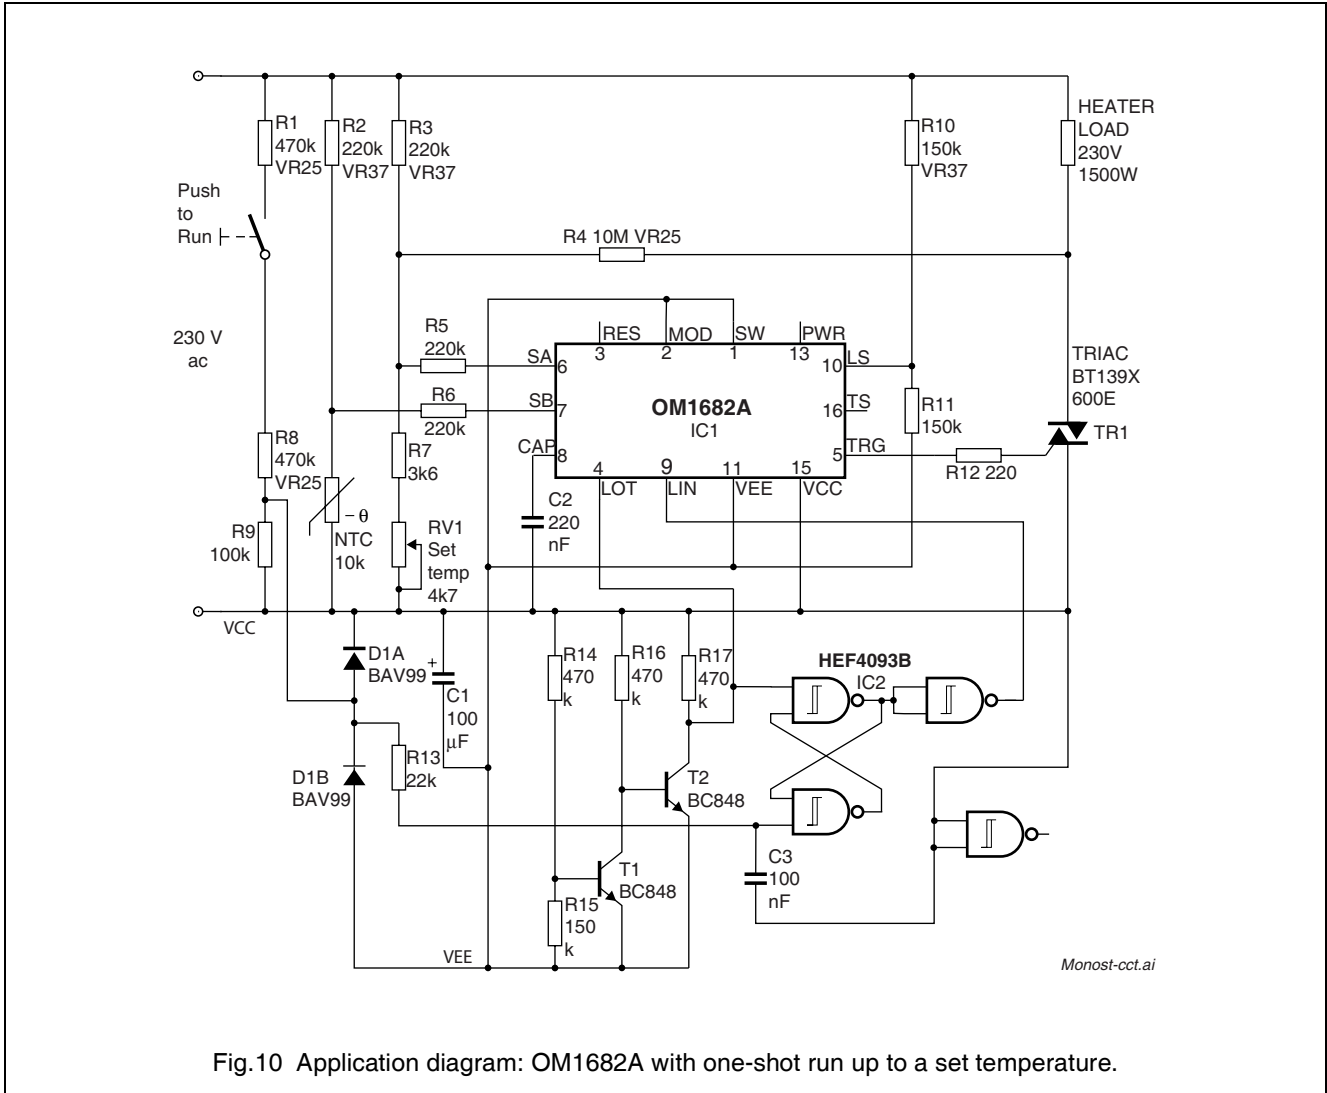 R1
470k
VR25
R2
220k
VR37
R3
220k
VR37
R10
150k
VR37
HEATER
LOAD
230V
1500W
Push
to
Run
R4 10M VR25
230 V
ac
R5
220k
R6
220k
RES
3
MOD
2
SW
1
PWR
13
SA
6
SB
7
CAP
8
LS
10
TS
16
TRG
5
OM1682A
IC1
4
LOT
9
LIN
11
VEE
15
VCC
R11
150k
R12 220
TRIAC
BT139X
600E
TR1
R8
470k
VR25
R9
100k
– θ
NTC
10k
R7
3k6
RV1
Set
temp
4k7
C2
220
nF
VCC
D1A
BAV99
D1B
BAV99
+
C1
100
µF
R13
22k
R14
470
k
R16
470
k
R17
470
k
HEF4093B
IC2
T2
BC848
T1
BC848
R15
150
k
C3
100
nF
VEE
Monost-cct.ai
Fig.10 Application diagram: OM1682A with one-shot run up to a set temperature.